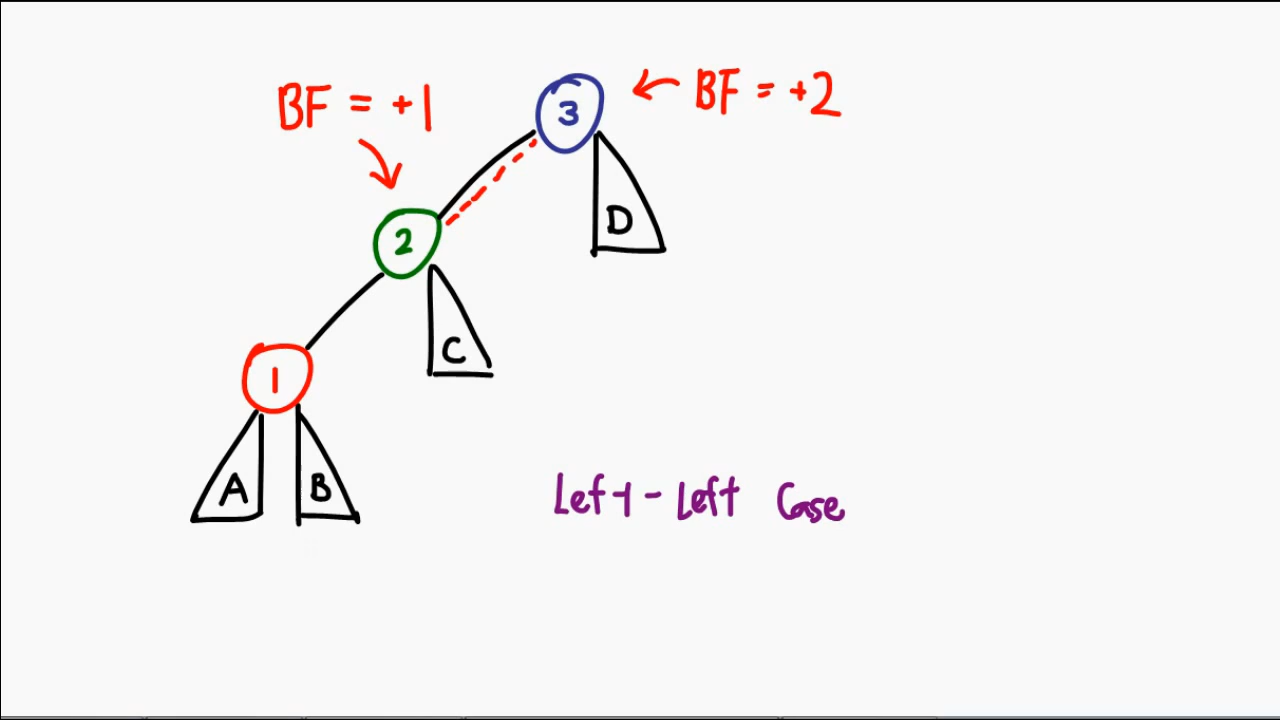 BF = +1
3
BF = +2
2
D
C
1
A
B
Left - Left Case